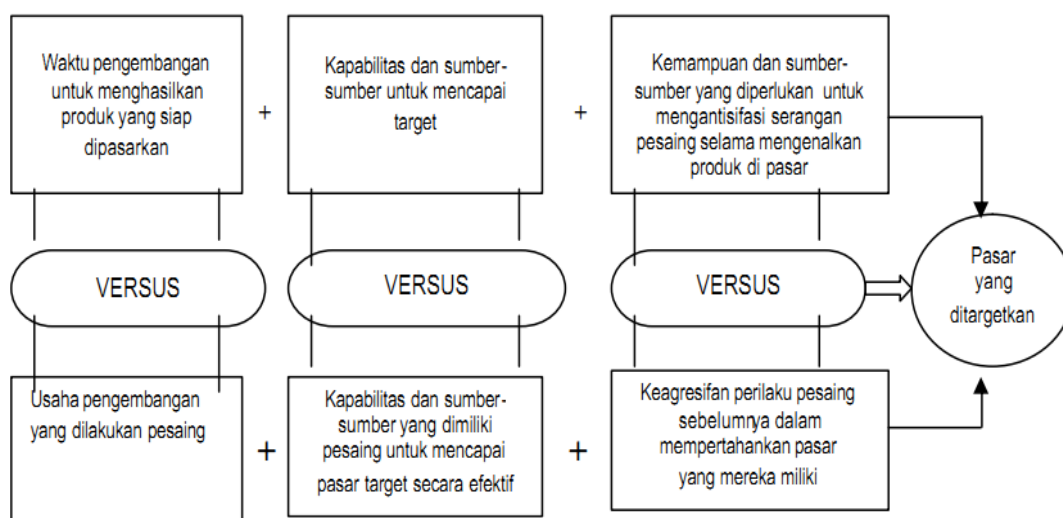 Waktu pengembangan
untuk menghasilkan
produk yang siap
dipasarkan
+
Kapabilitas dan sumber-
sumber untuk mencapai
target
+
Kemampuan dan sumber-
sumber yang diperlukan untuk
mengantisifasi serangan
pesaing selama mengenalkan
produk di pasar
VERSUS
VERSUS
VERSUS
Pasar
yang
ditargetkan
Usaha pengembangan
yang dilakukan pesaing
+
Kapabilitas dan sumber-
sumber yang dimiliki
pesaing untuk mencapai
pasar target secara efektif
+
Keagresifan perilaku pesaing
sebelumnya dalam
mempertahankan pasar
yang mereka miliki